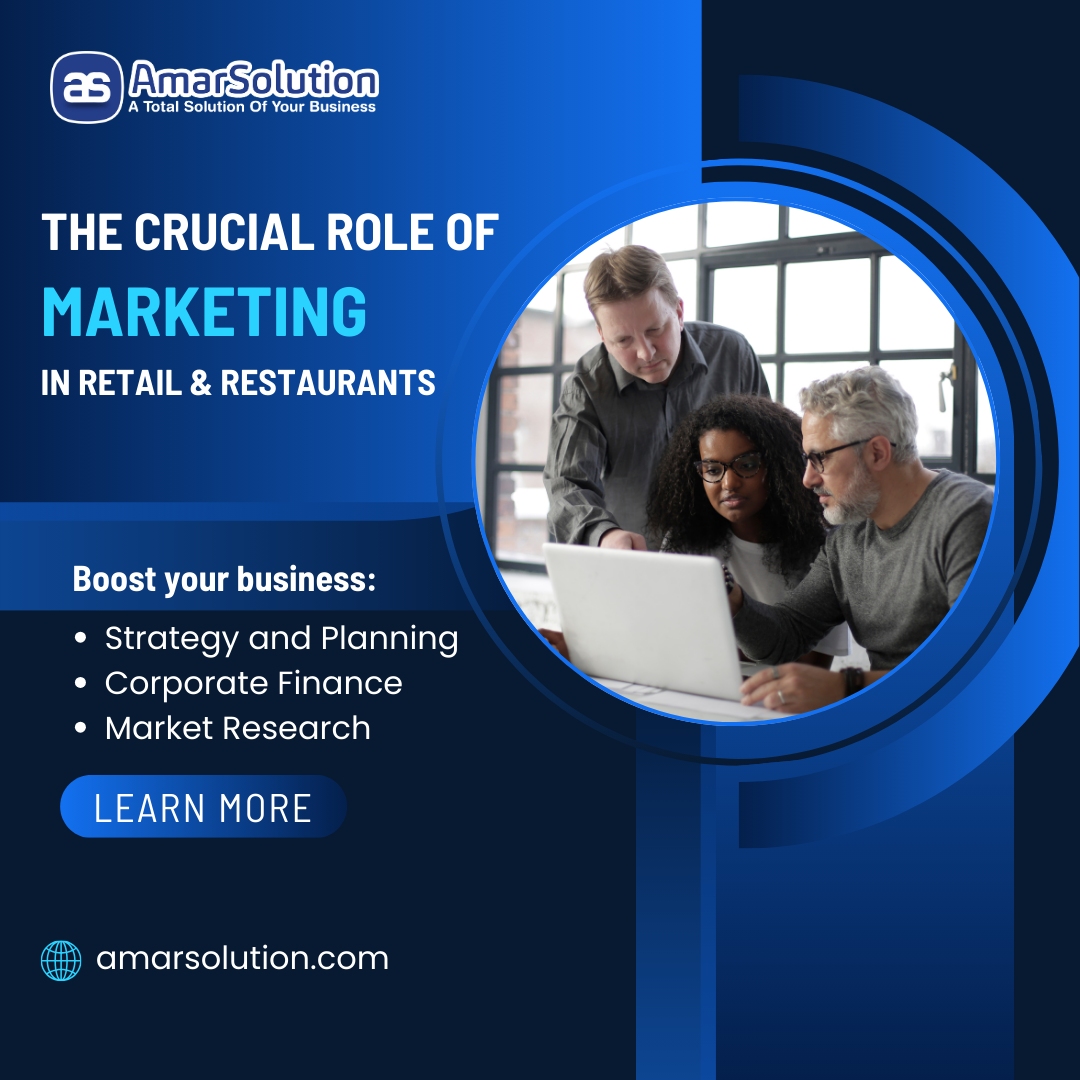 as AmarSolution
A Total Solution Of Your Business
THE CRUCIAL ROLE OF
MARKETING
IN RETAIL & RESTAURANTS
Boost your business:
• Strategy and Planning
• Corporate Finance
• Market Research
LEARN MORE
amarsolution.com